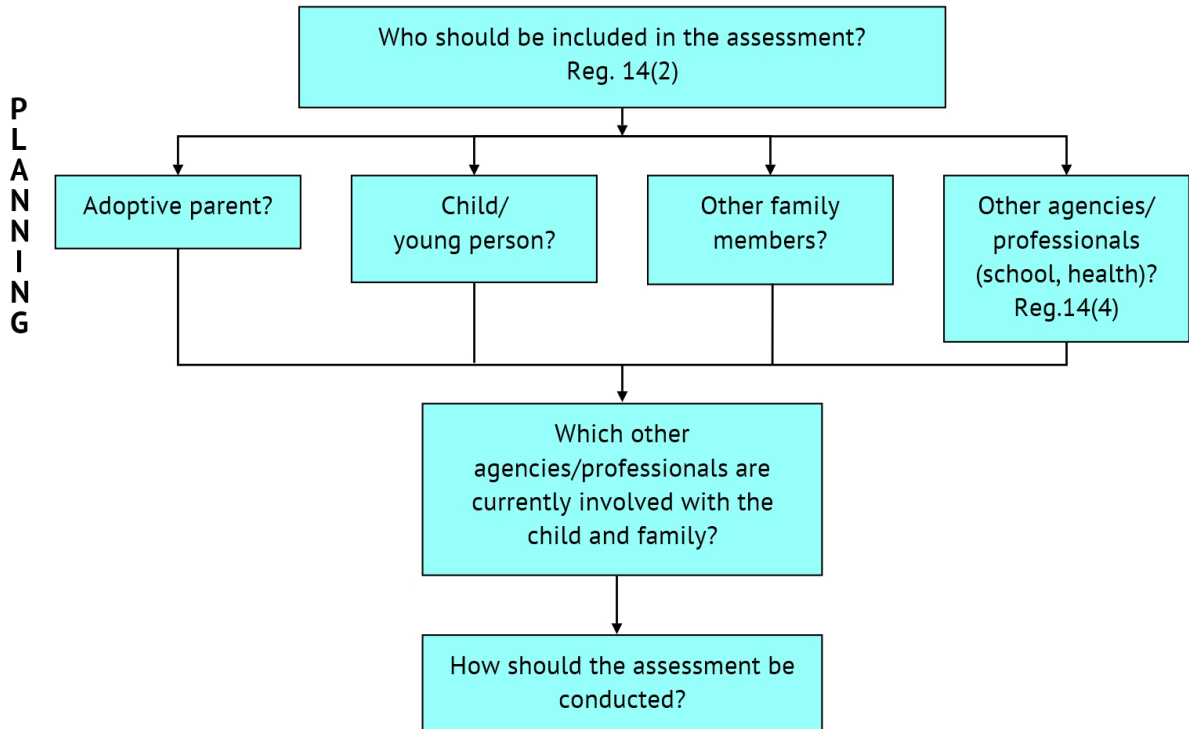 Who should be included in the assessment?
Reg. 14(2)
PLANNING
Adoptive parent?
Child/
young person?
Other family
members?
Other agencies/
professionals
(school, health)?
Reg.14(4)
Which other
agencies/professionals are
currently involved with the
child and family?
How should the assessment be
conducted?